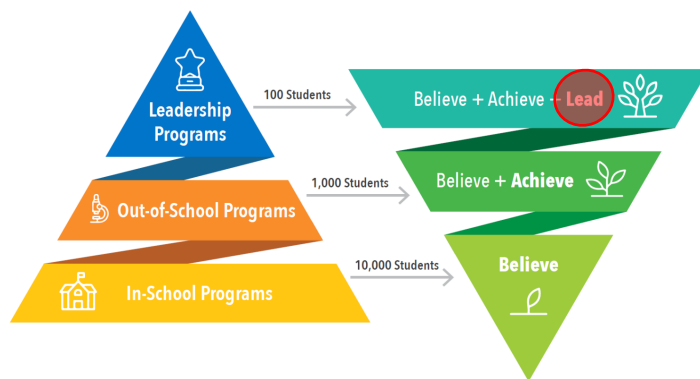 Leadership
Programs
100 Students
Believe + Achieve + Lead
Out-of-School Programs
1,000 Students
Believe + Achieve
In-School Programs
10,000 Students
Believe